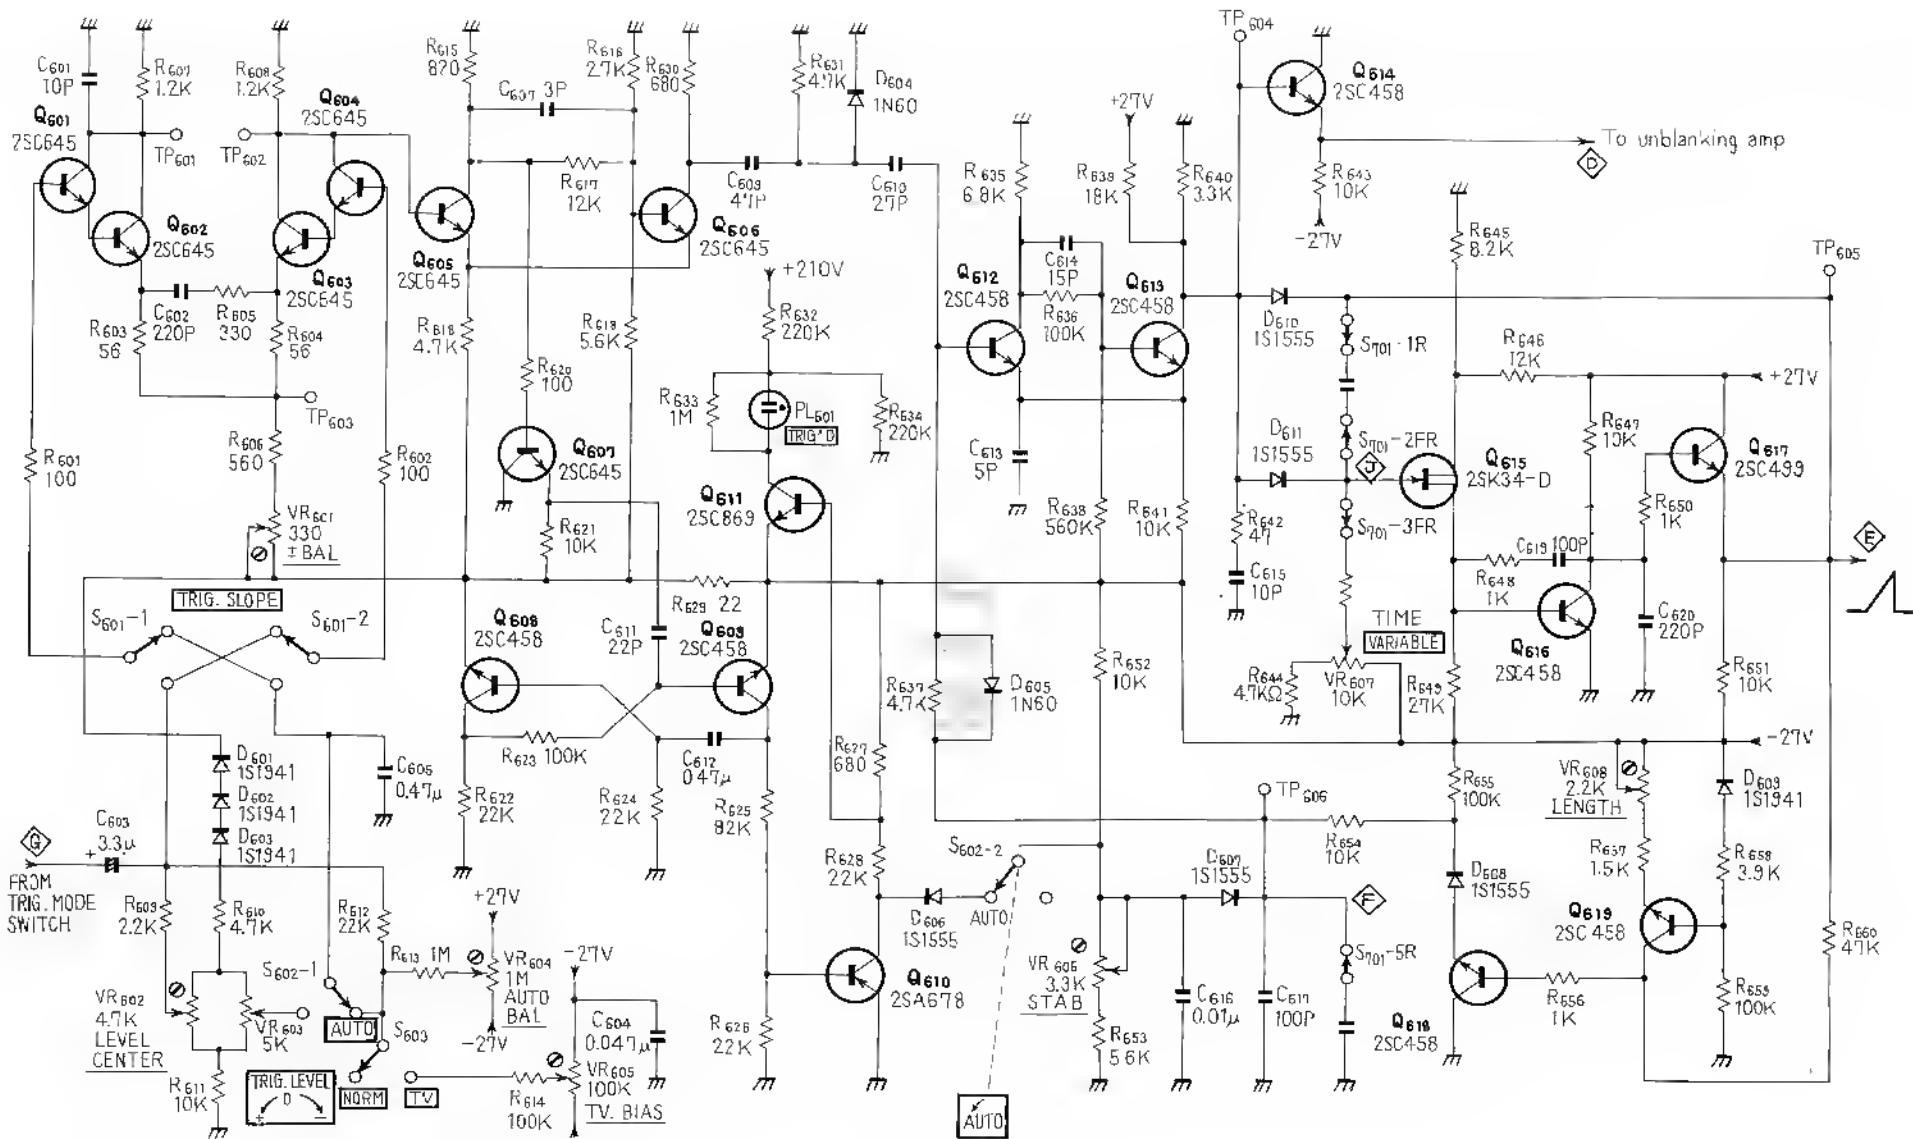 C601
10P
R607
1.2K
R608
1.2K
Q604
2SC645
Q601
2SC645
TP601
TP602
Q602
2SC645
Q603
2SC645
R603
56
C602
220P
R605
330
R604
56
TP603
R606
560
R601
100
R602
100
VR601
330
± BAL
TRIG. SLOPE
S601-1
S601-2
D601
1S1941
D602
1S1941
D603
1S1941
C605
0.47μ
C603
3.3μ
+
G
FROM
TRIG. MODE
SWITCH
R609
2.2K
R610
4.7K
R612
22K
R613 1M
+27V
VR604
1M
AUTO
BAL
-27V
VR602
4.7K
LEVEL
CENTER
VR603
5K
S602-1
AUTO
S603
R611
10K
TRIG. LEVEL
+ -
NORM
TV
R614
100K
-27V
C604
0.047μ
VR605
100K
TV. BIAS
R615
820
R616
2.7K
C607 3P
R617
12K
Q605
2SC645
R630
680
Q606
2SC645
R631
4.7K
D604
1N60
C609
47P
C610
27P
R618
4.7K
R620
100
5.6K
Q607
2SC645
R621
10K
+210V
R632
220K
R633
1M
PL601
TRIG'D
R634
220K
Q611
2SC869
R629 22
Q608
2SC458
C611
22P
Q609
2SC458
R623 100K
C612
0.47μ
R622
22K
R624
22K
R625
82K
R627
680
R628
22K
R626
22K
Q610
2SA678
D606
1S1555
AUTO
S602-2
AUTO
R637
4.7K
D605
1N60
R635
6.8K
+27V
R639
18K
R640
3.3K
C614
15P
R636
100K
Q612
2SC458
Q613
2SC458
C613
5P
R638
560K
R641
10K
R652
10K
TP606
D607
1S1555
R654
10K
F
VR606
3.3K
STAB
R653
5.6K
C616
0.01μ
C617
100P
S701-5R
TP604
Q614
2SC458
To unblanking amp
D
R643
10K
-27V
D610
1S1555
S701-1R
D611
1S1555
S701-2FR
J
S701-3FR
R642
47
C615
10P
TIME
VARIABLE
R644
4.7KΩ
VR607
10K
R645
8.2K
R646
12K
+27V
R647
10K
Q615
2SK34-D
Q617
2SC499
R650
1K
C619 100P
R648
1K
Q616
2SC458
C620
220P
R649
27K
R651
10K
TP605
E
-27V
R655
100K
VR608
2.2K
LENGTH
D609
1S1941
R657
1.5K
R658
3.9K
D608
1S1555
Q619
2SC458
R660
47K
Q618
2SC458
R656
1K
R659
100K